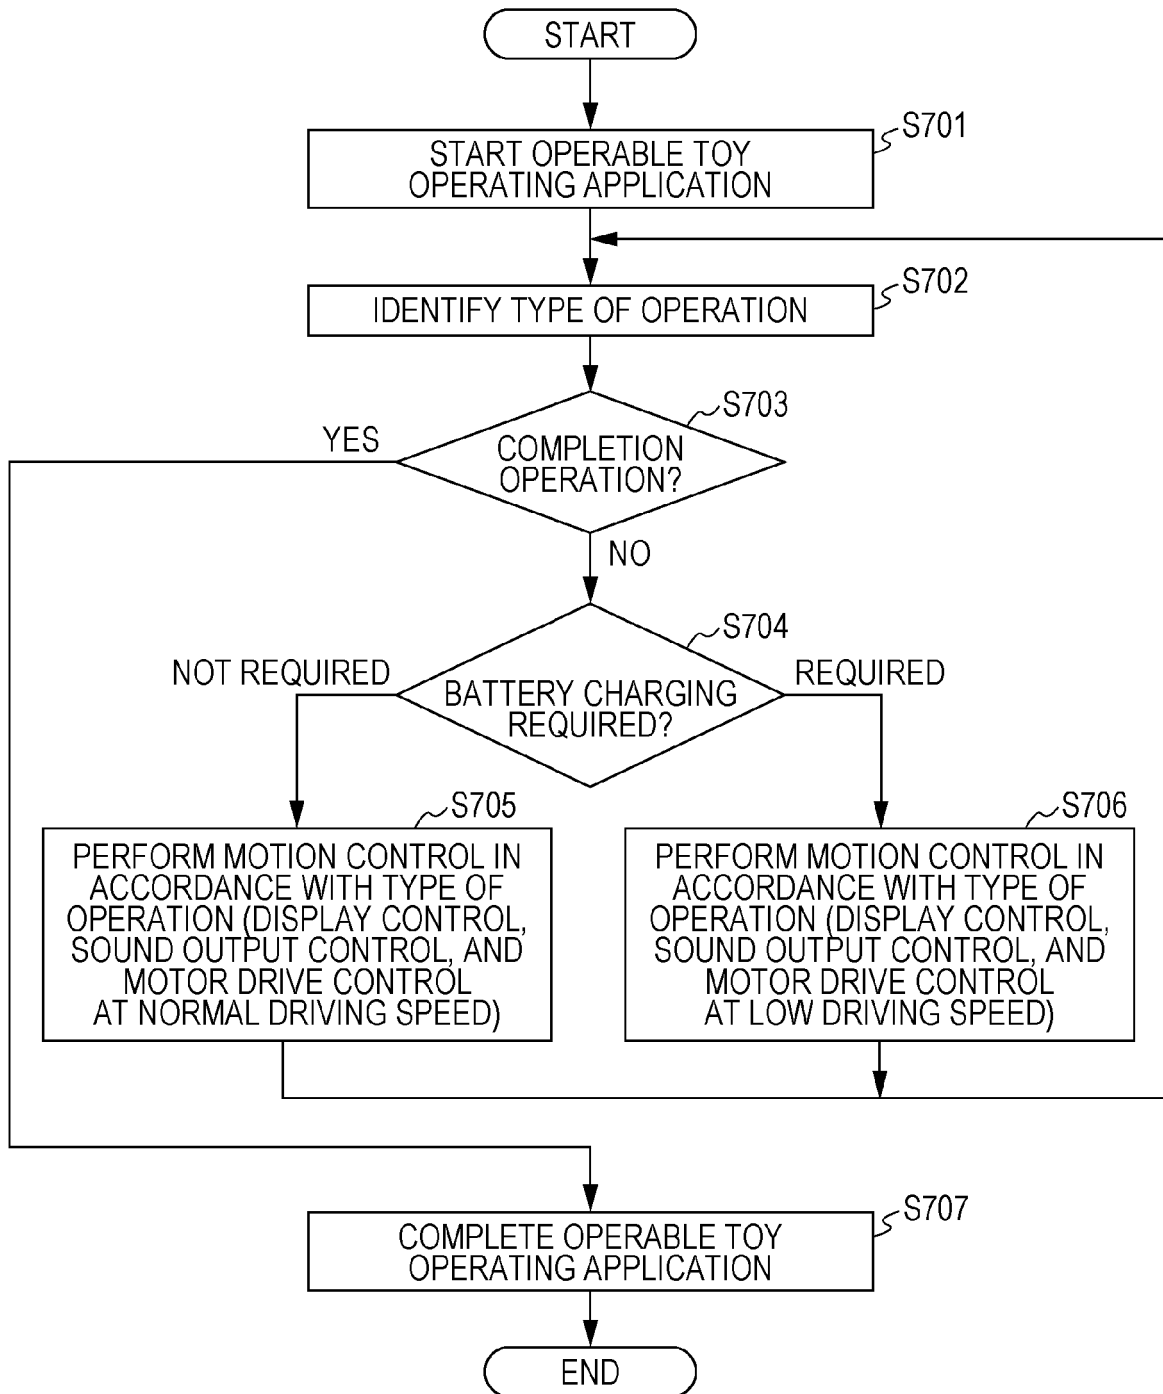 START
S701
START OPERABLE TOY
OPERATING APPLICATION
S702
IDENTIFY TYPE OF OPERATION
S703
YES
COMPLETION
OPERATION?
NO
S704
NOT REQUIRED
REQUIRED
BATTERY CHARGING
REQUIRED?
S705
PERFORM MOTION CONTROL IN
ACCORDANCE WITH TYPE OF
OPERATION (DISPLAY CONTROL,
SOUND OUTPUT CONTROL, AND
MOTOR DRIVE CONTROL
AT NORMAL DRIVING SPEED)
S706
PERFORM MOTION CONTROL IN
ACCORDANCE WITH TYPE OF
OPERATION (DISPLAY CONTROL,
SOUND OUTPUT CONTROL, AND
MOTOR DRIVE CONTROL
AT LOW DRIVING SPEED)
S707
COMPLETE OPERABLE TOY
OPERATING APPLICATION
END